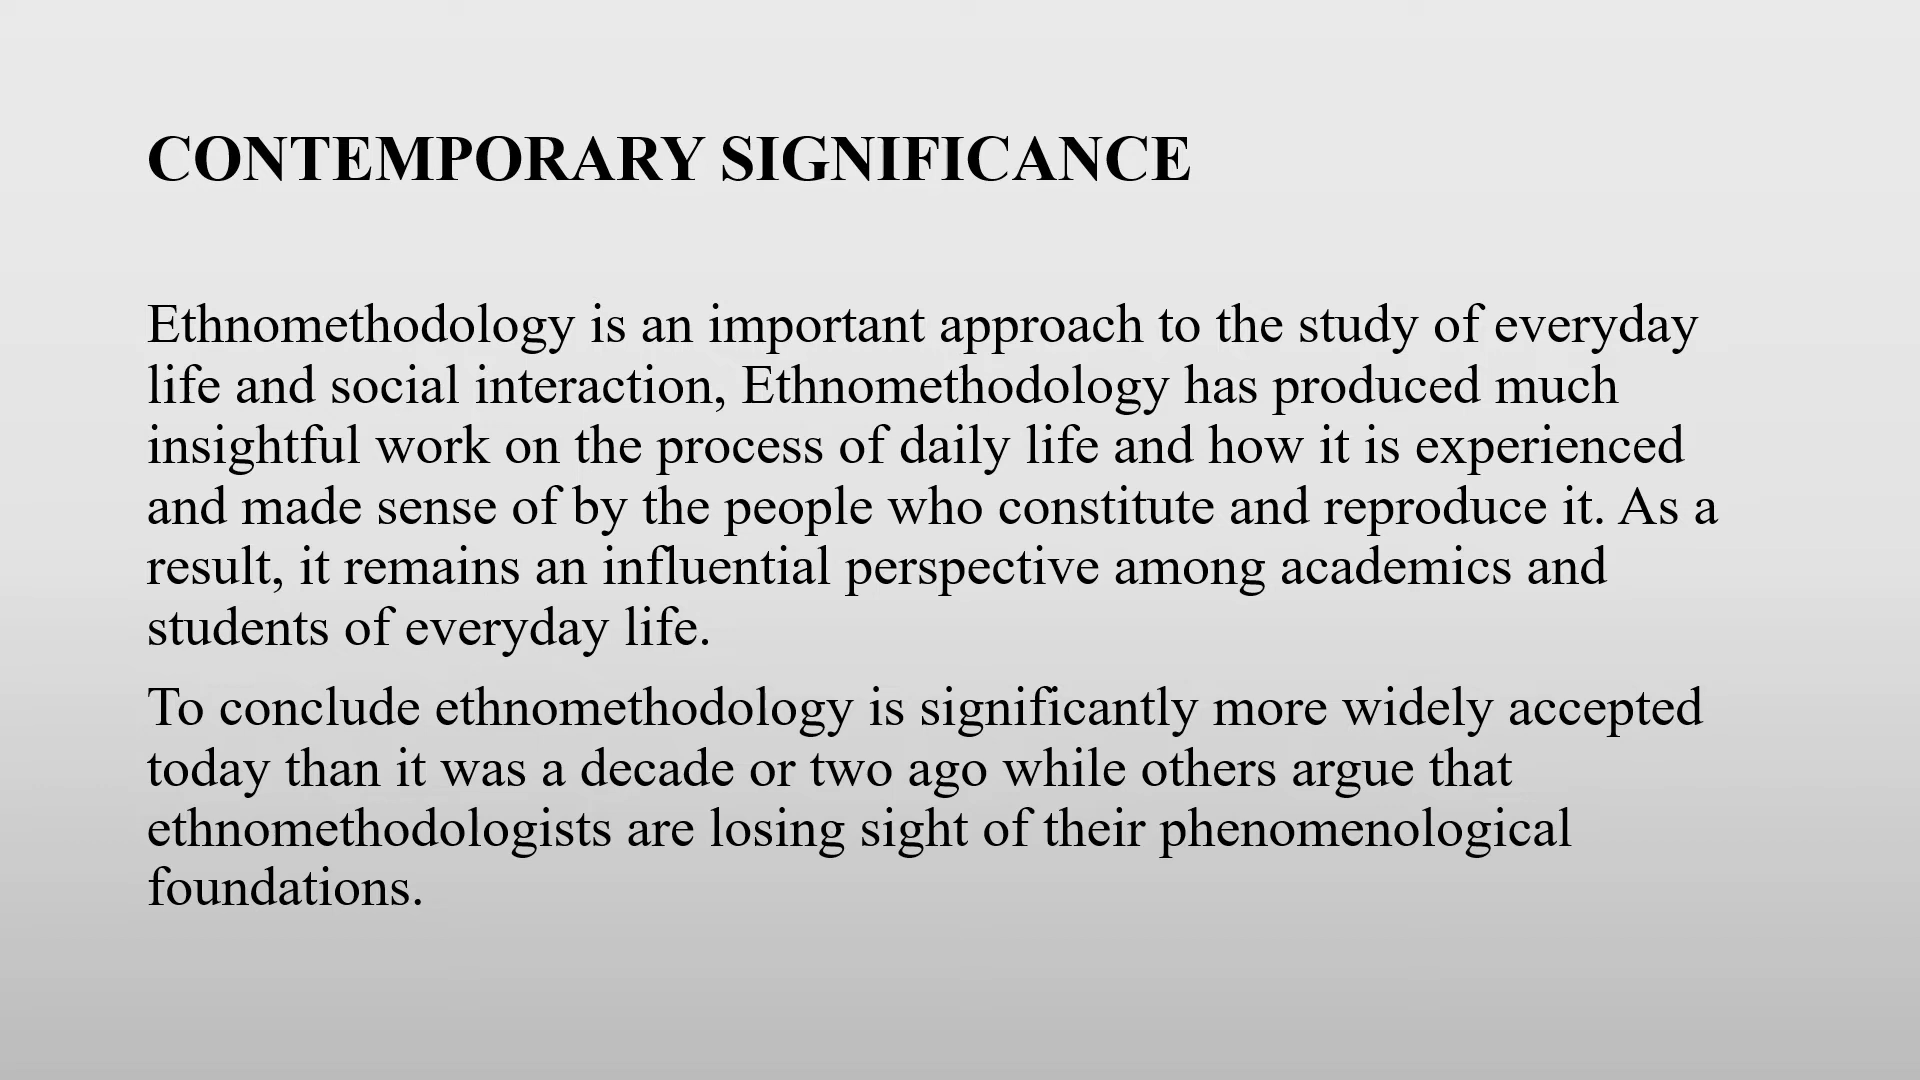 CONTEMPORARY SIGNIFICANCE
Ethnomethodology is an important approach to the study of everyday
life and social interaction, Ethnomethodology has produced much
insightful work on the process of daily life and how it is experienced
and made sense of by the people who constitute and reproduce it. As a
result, it remains an influential perspective among academics and
students of everyday life.
To conclude ethnomethodology is significantly more widely accepted
today than it was a decade or two ago while others argue that
ethnomethodologists are losing sight of their phenomenological
foundations.